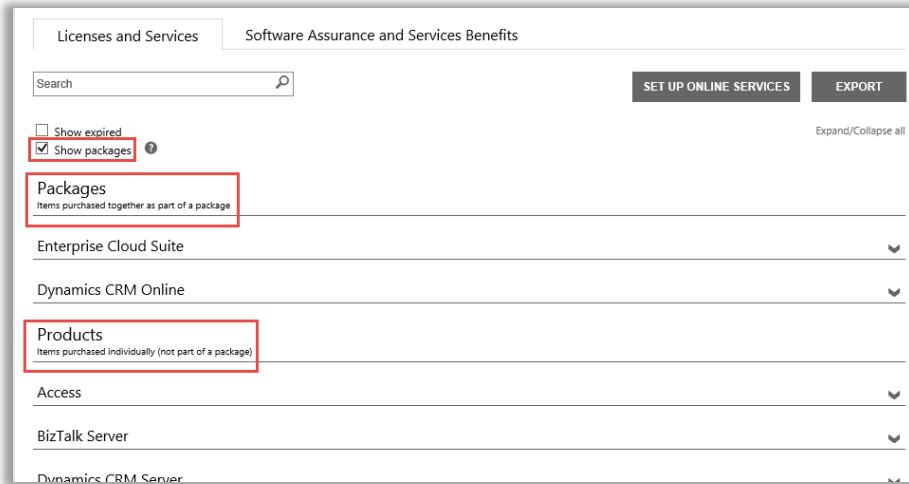 Licenses and Services
Software Assurance and Services Benefits
Search
SET UP ONLINE SERVICES
EXPORT
Show expired
Expand/Collapse all
Show packages
Packages
Items purchased together as part of a package
Enterprise Cloud Suite
Dynamics CRM Online
Products
Items purchased individually (not part of a package)
Access
BizTalk Server
Dynamics CRM Server